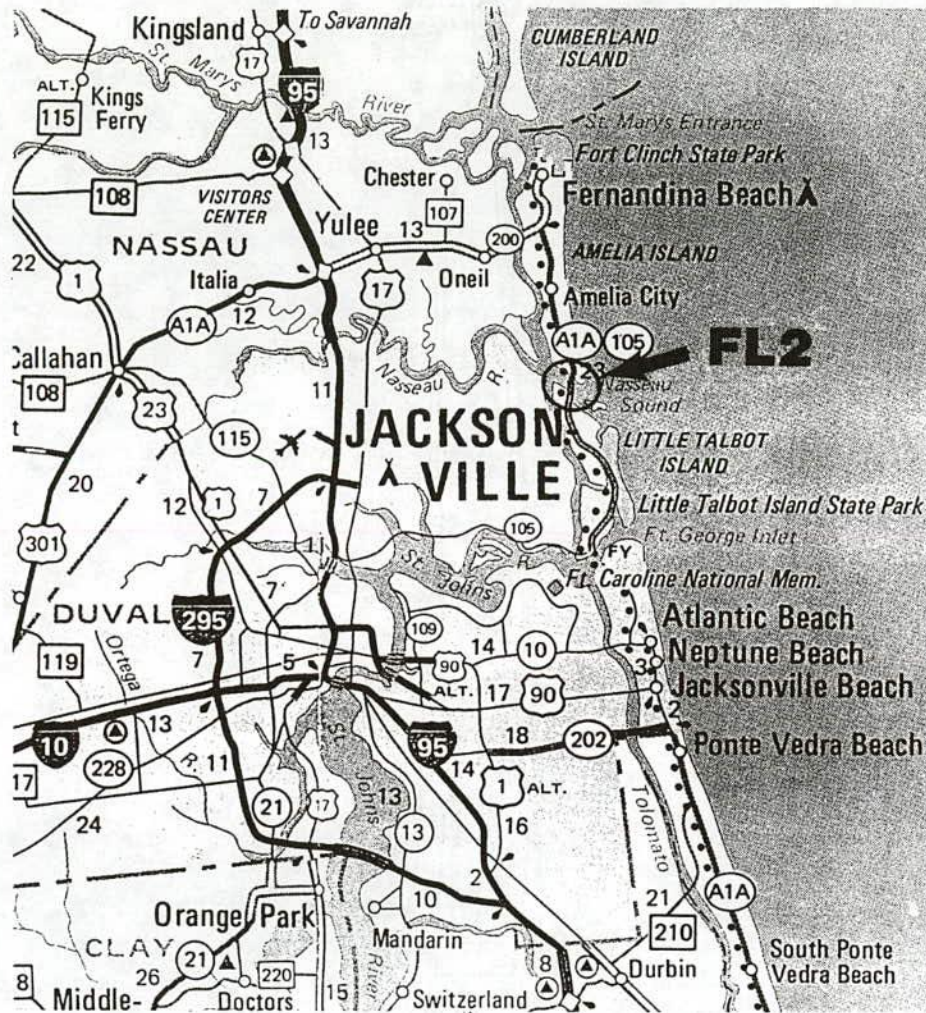 To Savannah
Kingsland
17
St. Marys River
CUMBERLAND
ISLAND
95
ALT.
115
Kings
Ferry
13
St. Marys Entrance
Fort Clinch State Park
108
VISITORS
CENTER
Chester
107
Fernandina Beach
Yulee
13
200
NASSAU
22
1
Italia
17
Oneil
AMELIA ISLAND
Amelia City
A1A
12
A1A
105
FL2
Callahan
108
23
11
Nassau R.
23
Nassau
Sound
115
JACKSON
VILLE
LITTLE TALBOT
ISLAND
20
12
1
7
Little Talbot Island State Park
301
105
Ft. George Inlet
11
St. Johns R.
FY
Ft. Caroline National Mem.
7
DUVAL
295
109
14
10
Atlantic Beach
119
Ortega R.
7
5
90
ALT.
3
Neptune Beach
17
90
Jacksonville Beach
2
10
13
St. Johns River
95
18
202
Ponte Vedra Beach
17
228
11
14
1
ALT.
24
21
17
13
13
16
Tolomato
2
21
A1A
10
Orange Park
210
CLAY
21
Mandarin
South Ponte
Vedra Beach
8
26
220
15
8
Durbin
Middle-
Doctors
Switzerland